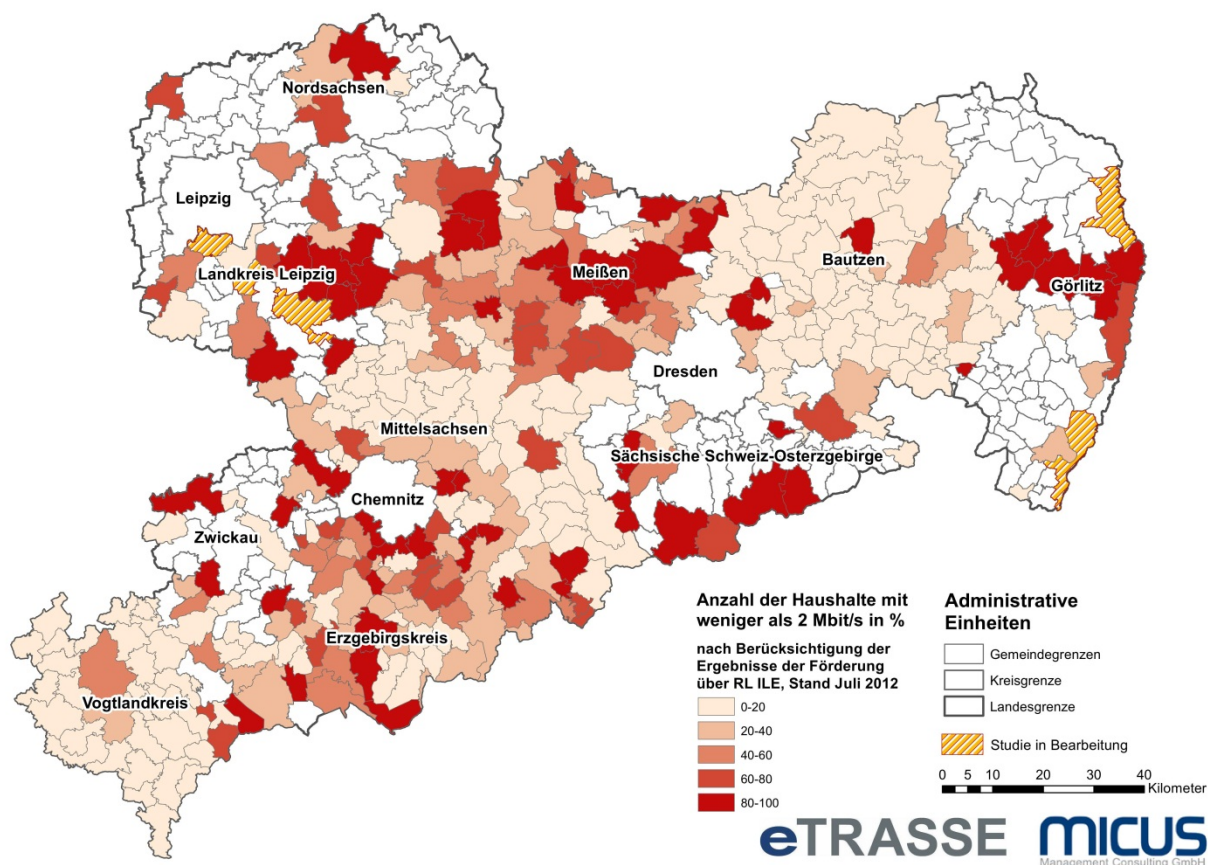 Nordsachsen
Leipzig
Landkreis Leipzig
Meißen
Bautzen
Görlitz
Dresden
Mittelsachsen
Sächsische Schweiz-Osterzgebirge
Chemnitz
Zwickau
Erzgebirgskreis
Vogtlandkreis
Anzahl der Haushalte mit
weniger als 2 Mbit/s in %
nach Berücksichtigung der
Ergebnisse der Förderung
über RL ILE, Stand Juli 2012
0-20
20-40
40-60
60-80
80-100
Administrative
Einheiten
Gemeindegrenzen
Kreisgrenze
Landesgrenze
Studie in Bearbeitung
0 5 10 20 30 40
Kilometer
eTRASSE
MICUS
Management Consulting GmbH